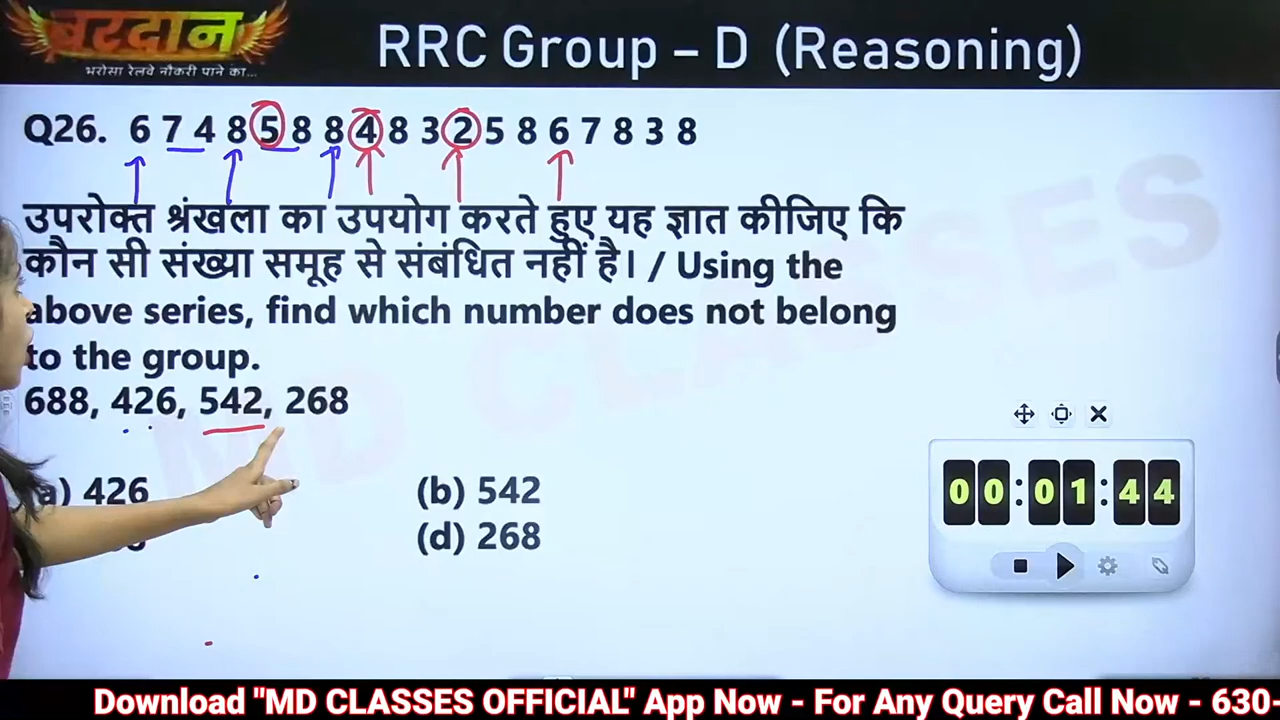 वरदान
भरोसा रेलवे नौकरी पाने का...
RRC Group – D (Reasoning)
Q26. 6 7 4 8 5 8 8 4 8 3 2 5 8 6 7 8 3 8
उपरोक्त श्रंखला का उपयोग करते हुए यह ज्ञात कीजिए कि
कौन सी संख्या समूह से संबंधित नहीं है। / Using the
above series, find which number does not belong
to the group.
688, 426, 542, 268
a) 426
(b) 542
(d) 268
00:01:44
MD CLASSES
Download "MD CLASSES OFFICIAL" App Now - For Any Query Call Now - 630-